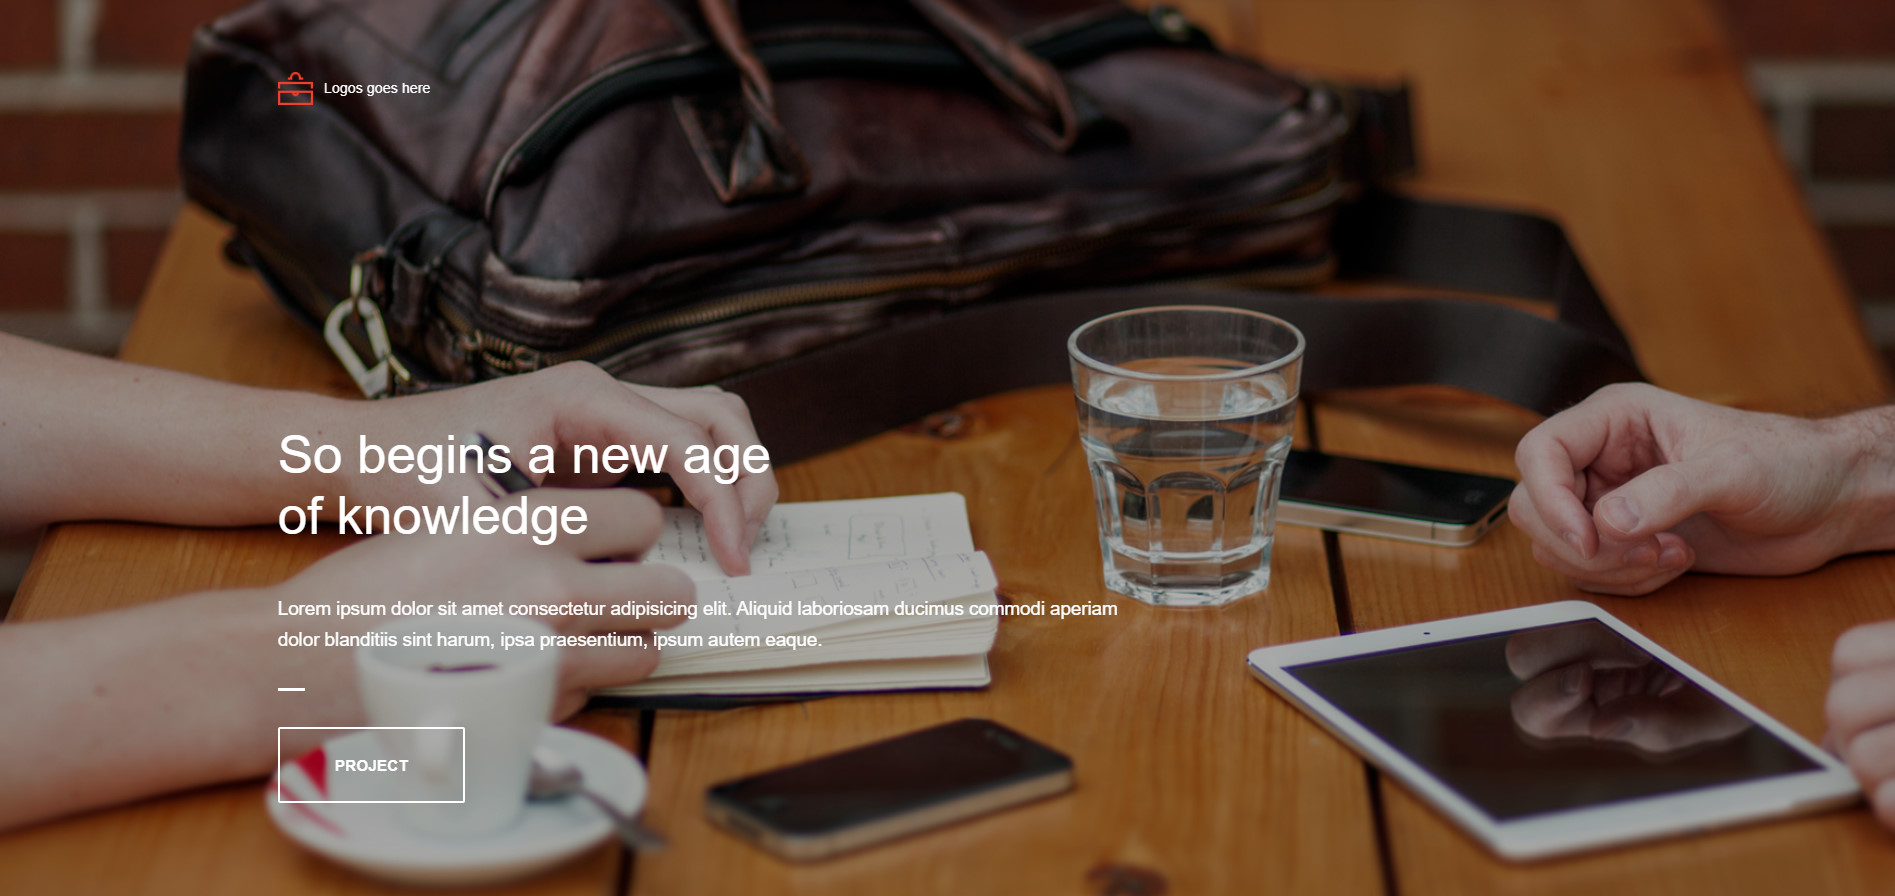 Logos goes here
So begins a new age
of knowledge
Lorem ipsum dolor sit amet consectetur adipisicing elit. Aliquid laboriosam ducimus commodi aperiam
dolor blanditiis sint harum, ipsa praesentium, ipsum autem eaque.
PROJECT